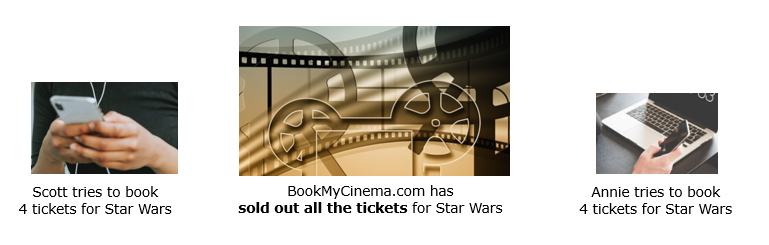 Scott tries to book
4 tickets for Star Wars
BookMyCinema.com has
sold out all the tickets for Star Wars
Annie tries to book
4 tickets for Star Wars